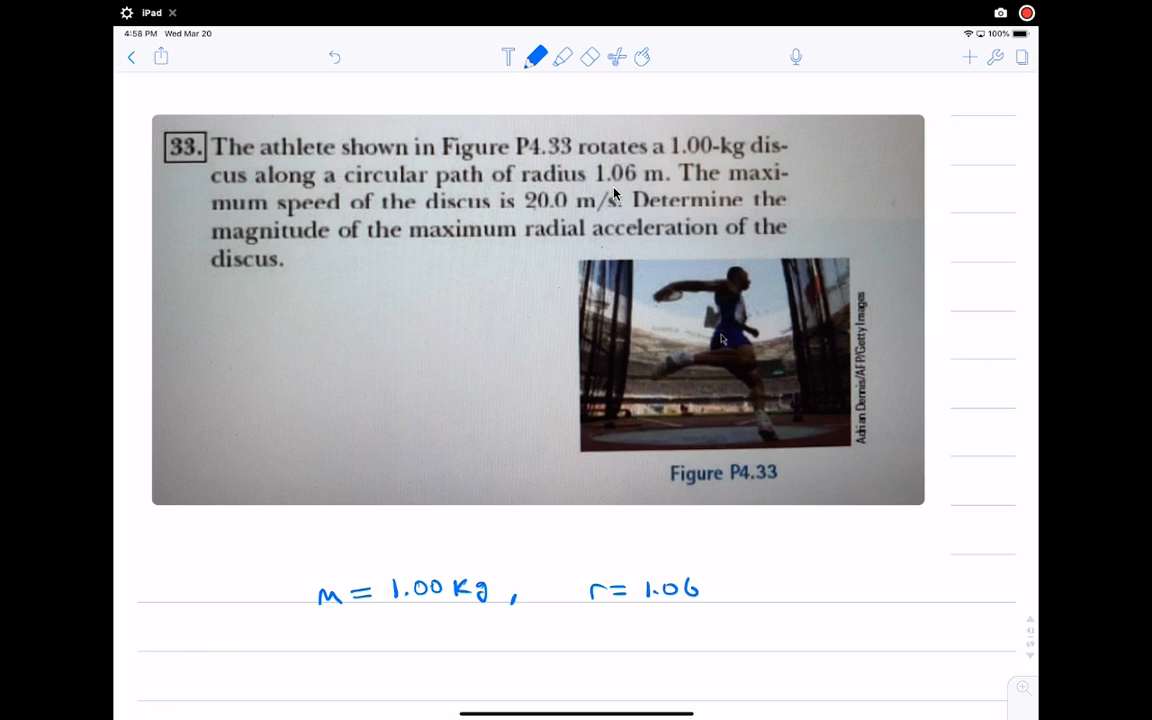 iPad
4:58 PM Wed Mar 20
100%
T
33. The athlete shown in Figure P4.33 rotates a 1.00-kg dis-
cus along a circular path of radius 1.06 m. The maxi-
mum speed of the discus is 20.0 m/s. Determine the
magnitude of the maximum radial acceleration of the
discus.
Adrian Dennis/AFP/Getty Images
Figure P4.33
m = 1.00 Kg , r = 1.06
43
69